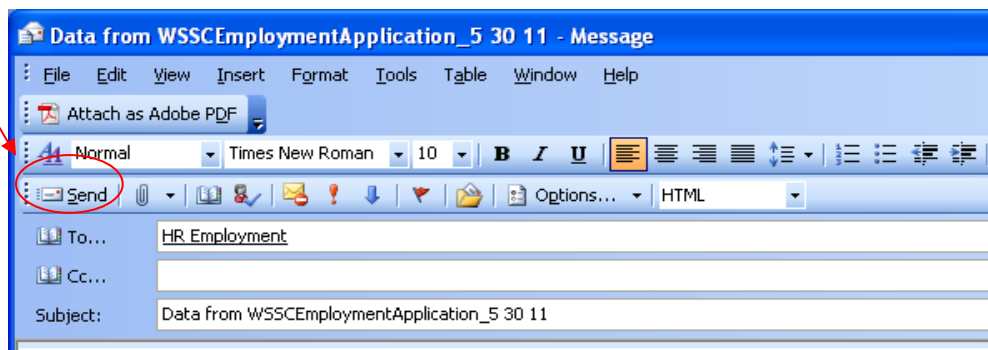 Data from WSSCEmploymentApplication_5 30 11 - Message
File Edit View Insert Format Tools Table Window Help
Attach as Adobe PDF
Normal Times New Roman 10 B I U
Send Options... HTML
To... HR Employment
Cc...
Subject: Data from WSSCEmploymentApplication_5 30 11